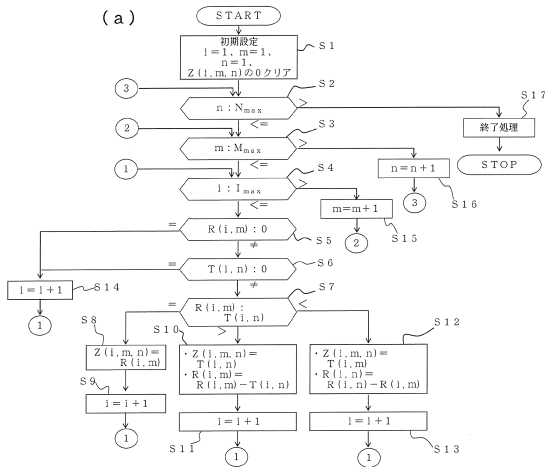 (a)
START
初期設定
i=1、m=1、
n=1、
Z(i,m,n)の0クリア
S1
3
S2
n:Nmax
>
<=
S17
終了処理
STOP
2
S3
m:Mmax
>
<=
n=n+1
S16
3
1
S4
i:Imax
>
<=
m=m+1
S15
2
=
R(i,m):0
S5
≠
=
T(i,n):0
S6
≠
i=i+1
S14
1
S7
=
R(i,m):
T(i,n)
<
>
S8
Z(i,m,n)=
R(i,m)
S9
i=i+1
1
S10
・Z(i,m,n)=
T(i,n)
・R(i,m)=
R(i,m)-T(i,n)
i=i+1
S11
1
S12
・Z(i,m,n)=
T(i,m)
・R(i,n)=
R(i,n)-R(i,m)
i=i+1
S13
1